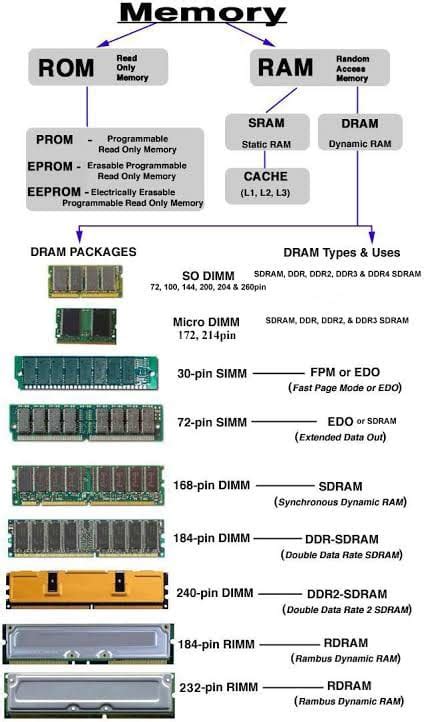 Memory
ROM Read
Only
Memory
RAM Random
Access
Memory
PROM - Programmable
Read Only Memory
EPROM - Erasable Programmable
Read Only Memory
EEPROM - Electrically Erasable
Programmable Read Only Memory
SRAM
Static RAM
DRAM
Dynamic RAM
CACHE
(L1, L2, L3)
DRAM PACKAGES
DRAM Types & Uses
SO DIMM
72, 100, 144, 200, 204 & 260pin
SDRAM, DDR, DDR2, DDR3 & DDR4 SDRAM
Micro DIMM
172, 214pin
SDRAM, DDR, DDR2, & DDR3 SDRAM
30-pin SIMM
FPM or EDO
(Fast Page Mode or EDO)
72-pin SIMM
EDO or SDRAM
(Extended Data Out)
168-pin DIMM
SDRAM
(Synchronous Dynamic RAM)
184-pin DIMM
DDR-SDRAM
(Double Data Rate SDRAM)
240-pin DIMM
DDR2-SDRAM
(Double Data Rate 2 SDRAM)
184-pin RIMM
RDRAM
(Rambus Dynamic RAM)
232-pin RIMM
RDRAM
(Rambus Dynamic RAM)